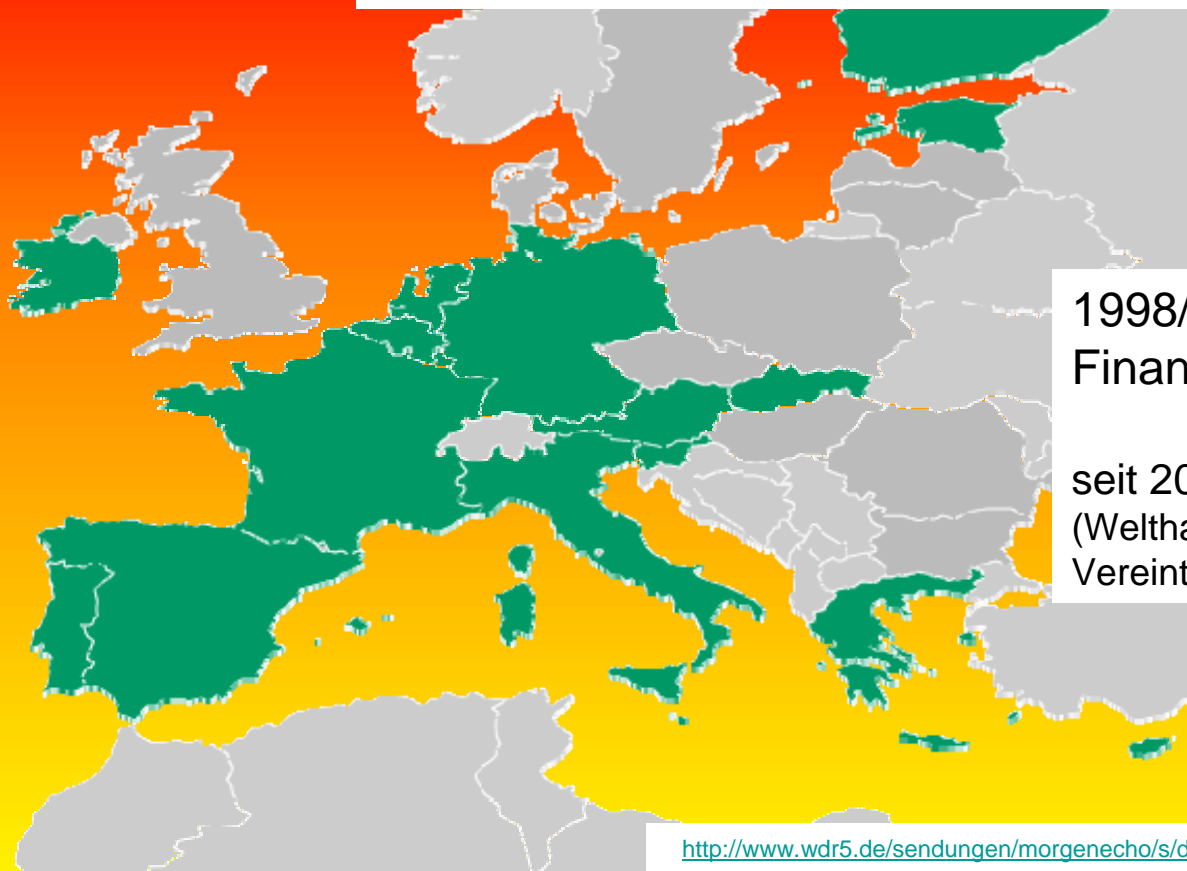 1998/
Finan
seit 20
(Weltha
Vereint
http://www.wdr5.de/sendungen/morgenecho/s/d